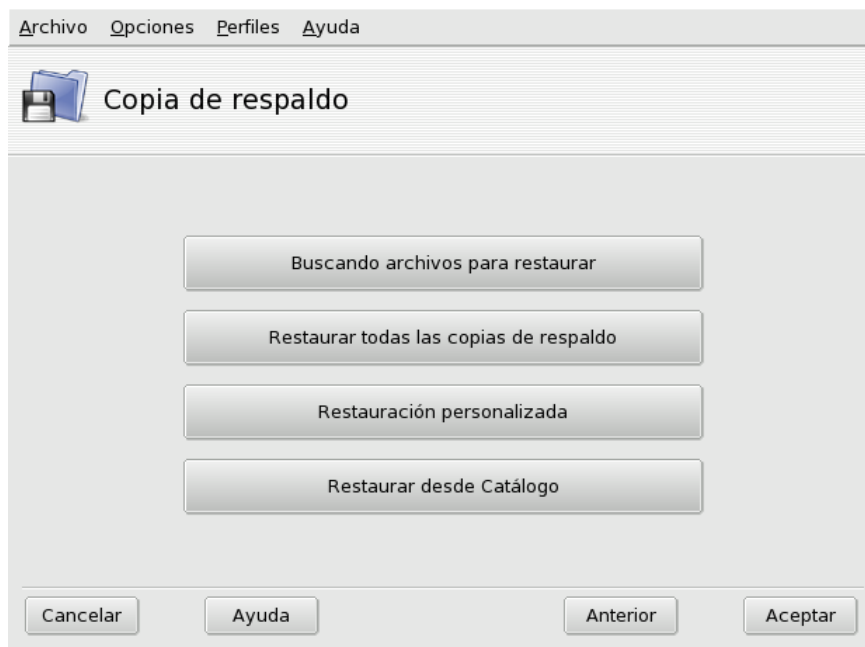 Archivo Opciones Perfiles Ayuda
Copia de respaldo
Buscando archivos para restaurar
Restaurar todas las copias de respaldo
Restauración personalizada
Restaurar desde Catálogo
Cancelar Ayuda Anterior Aceptar